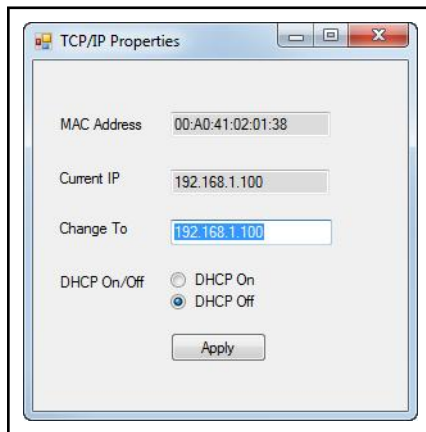 TCP/IP Properties
MAC Address 00:A0:41:02:01:38
Current IP 192.168.1.100
Change To 192.168.1.100
DHCP On/Off DHCP On
DHCP Off
Apply